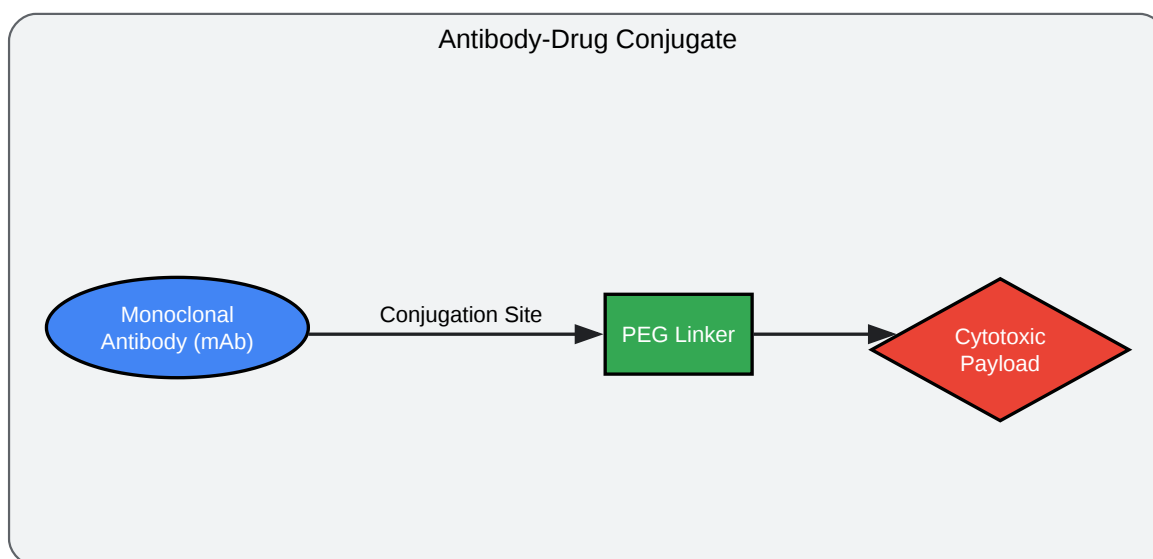 Antibody-Drug Conjugate
Monoclonal
Antibody (mAb)
Conjugation Site
PEG Linker
Cytotoxic
Payload